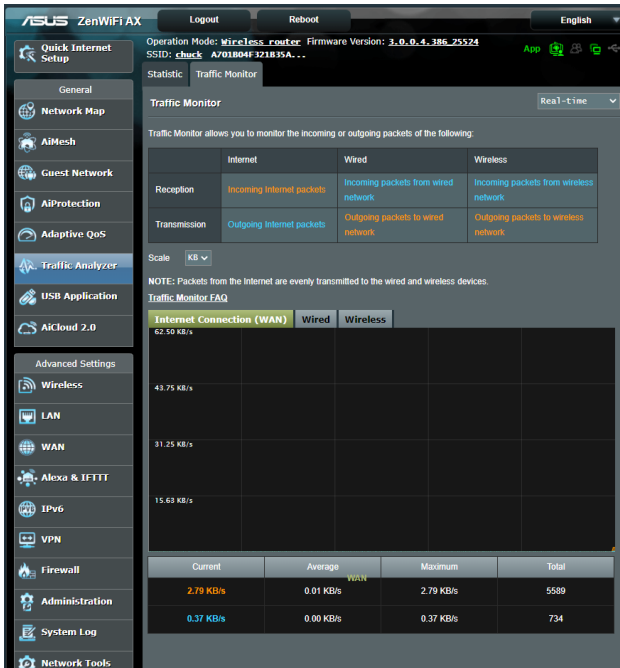 ASUS ZenWiFi AX Logout Reboot English
Quick Internet Setup
Operation Mode: Wireless router Firmware Version: 3.0.0.4.386_25524
SSID: chuck A701B04F321B35A...
App
Statistic Traffic Monitor
General
Network Map
AiMesh
Guest Network
AiProtection
Adaptive QoS
Traffic Analyzer
USB Application
AiCloud 2.0
Advanced Settings
Wireless
LAN
WAN
Alexa & IFTTT
IPv6
VPN
Firewall
Administration
System Log
Network Tools
Traffic Monitor
Real-time
Traffic Monitor allows you to monitor the incoming or outgoing packets of the following:
Internet Wired Wireless
Reception Incoming Internet packets Incoming packets from wired network Incoming packets from wireless network
Transmission Outgoing Internet packets Outgoing packets to wired network Outgoing packets to wireless network
Scale KB
NOTE: Packets from the Internet are evenly transmitted to the wired and wireless devices.
Traffic Monitor FAQ
Internet Connection (WAN) Wired Wireless
62.50 KB/s
43.75 KB/s
31.25 KB/s
15.63 KB/s
Current Average Maximum Total
WAN
2.79 KB/s 0.01 KB/s 2.79 KB/s 5589
0.37 KB/s 0.00 KB/s 0.37 KB/s 734